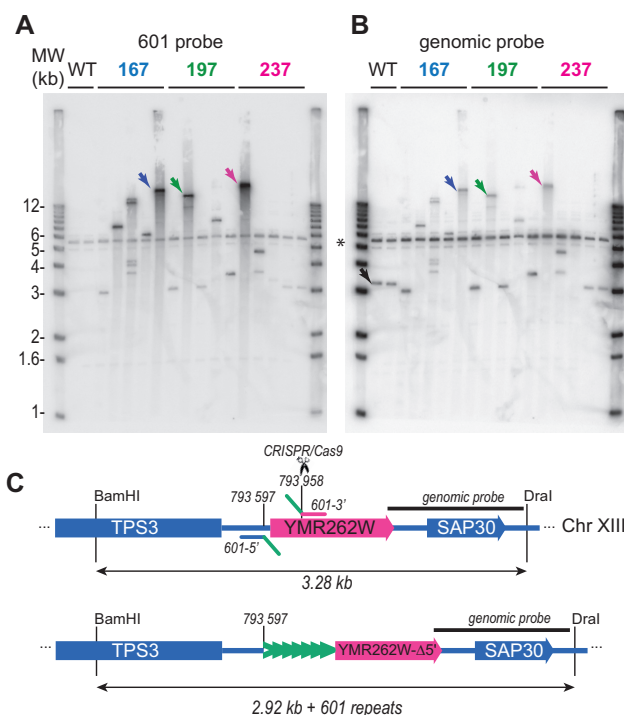 A
601 probe
B
genomic probe
MW
(kb)
WT 167 197 237
WT 167 197 237
12-
6-
5-
4-
3-
2-
1.6-
1-
*
C
CRISPR/Cas9
793 958
BamHI
793 597
601-3'
genomic probe
DraI
...
TPS3
YMR262W
SAP30
... Chr XIII
601-5'
3.28 kb
BamHI
793 597
genomic probe
DraI
...
TPS3
YMR262W-Δ5'
SAP30
...
2.92 kb + 601 repeats